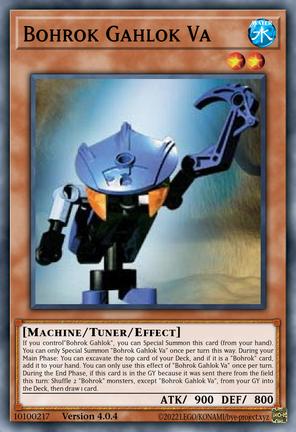 Bohrok Gahlok Va
WATER
水
[Machine/Tuner/Effect]
If you control"Bohrok Gahlok", you can Special Summon this card (from your hand).
You can only Special Summon "Bohrok Gahlok Va" once per turn this way. During your
Main Phase: You can excavate the top card of your Deck, and if it is a "Bohrok" card,
add it to your hand. You can only use this effect of "Bohrok Gahlok Va" once per turn.
During the End Phase, if this card is in the GY because it was sent there from the field
this turn: Shuffle 2 "Bohrok" monsters, except "Bohrok Gahlok Va", from your GY into
the Deck, then draw 1 card.
ATK/ 900 DEF/ 800
10100217 Version 4.0.4 ©2022LEGO/KONAMI/bye-project.xyz